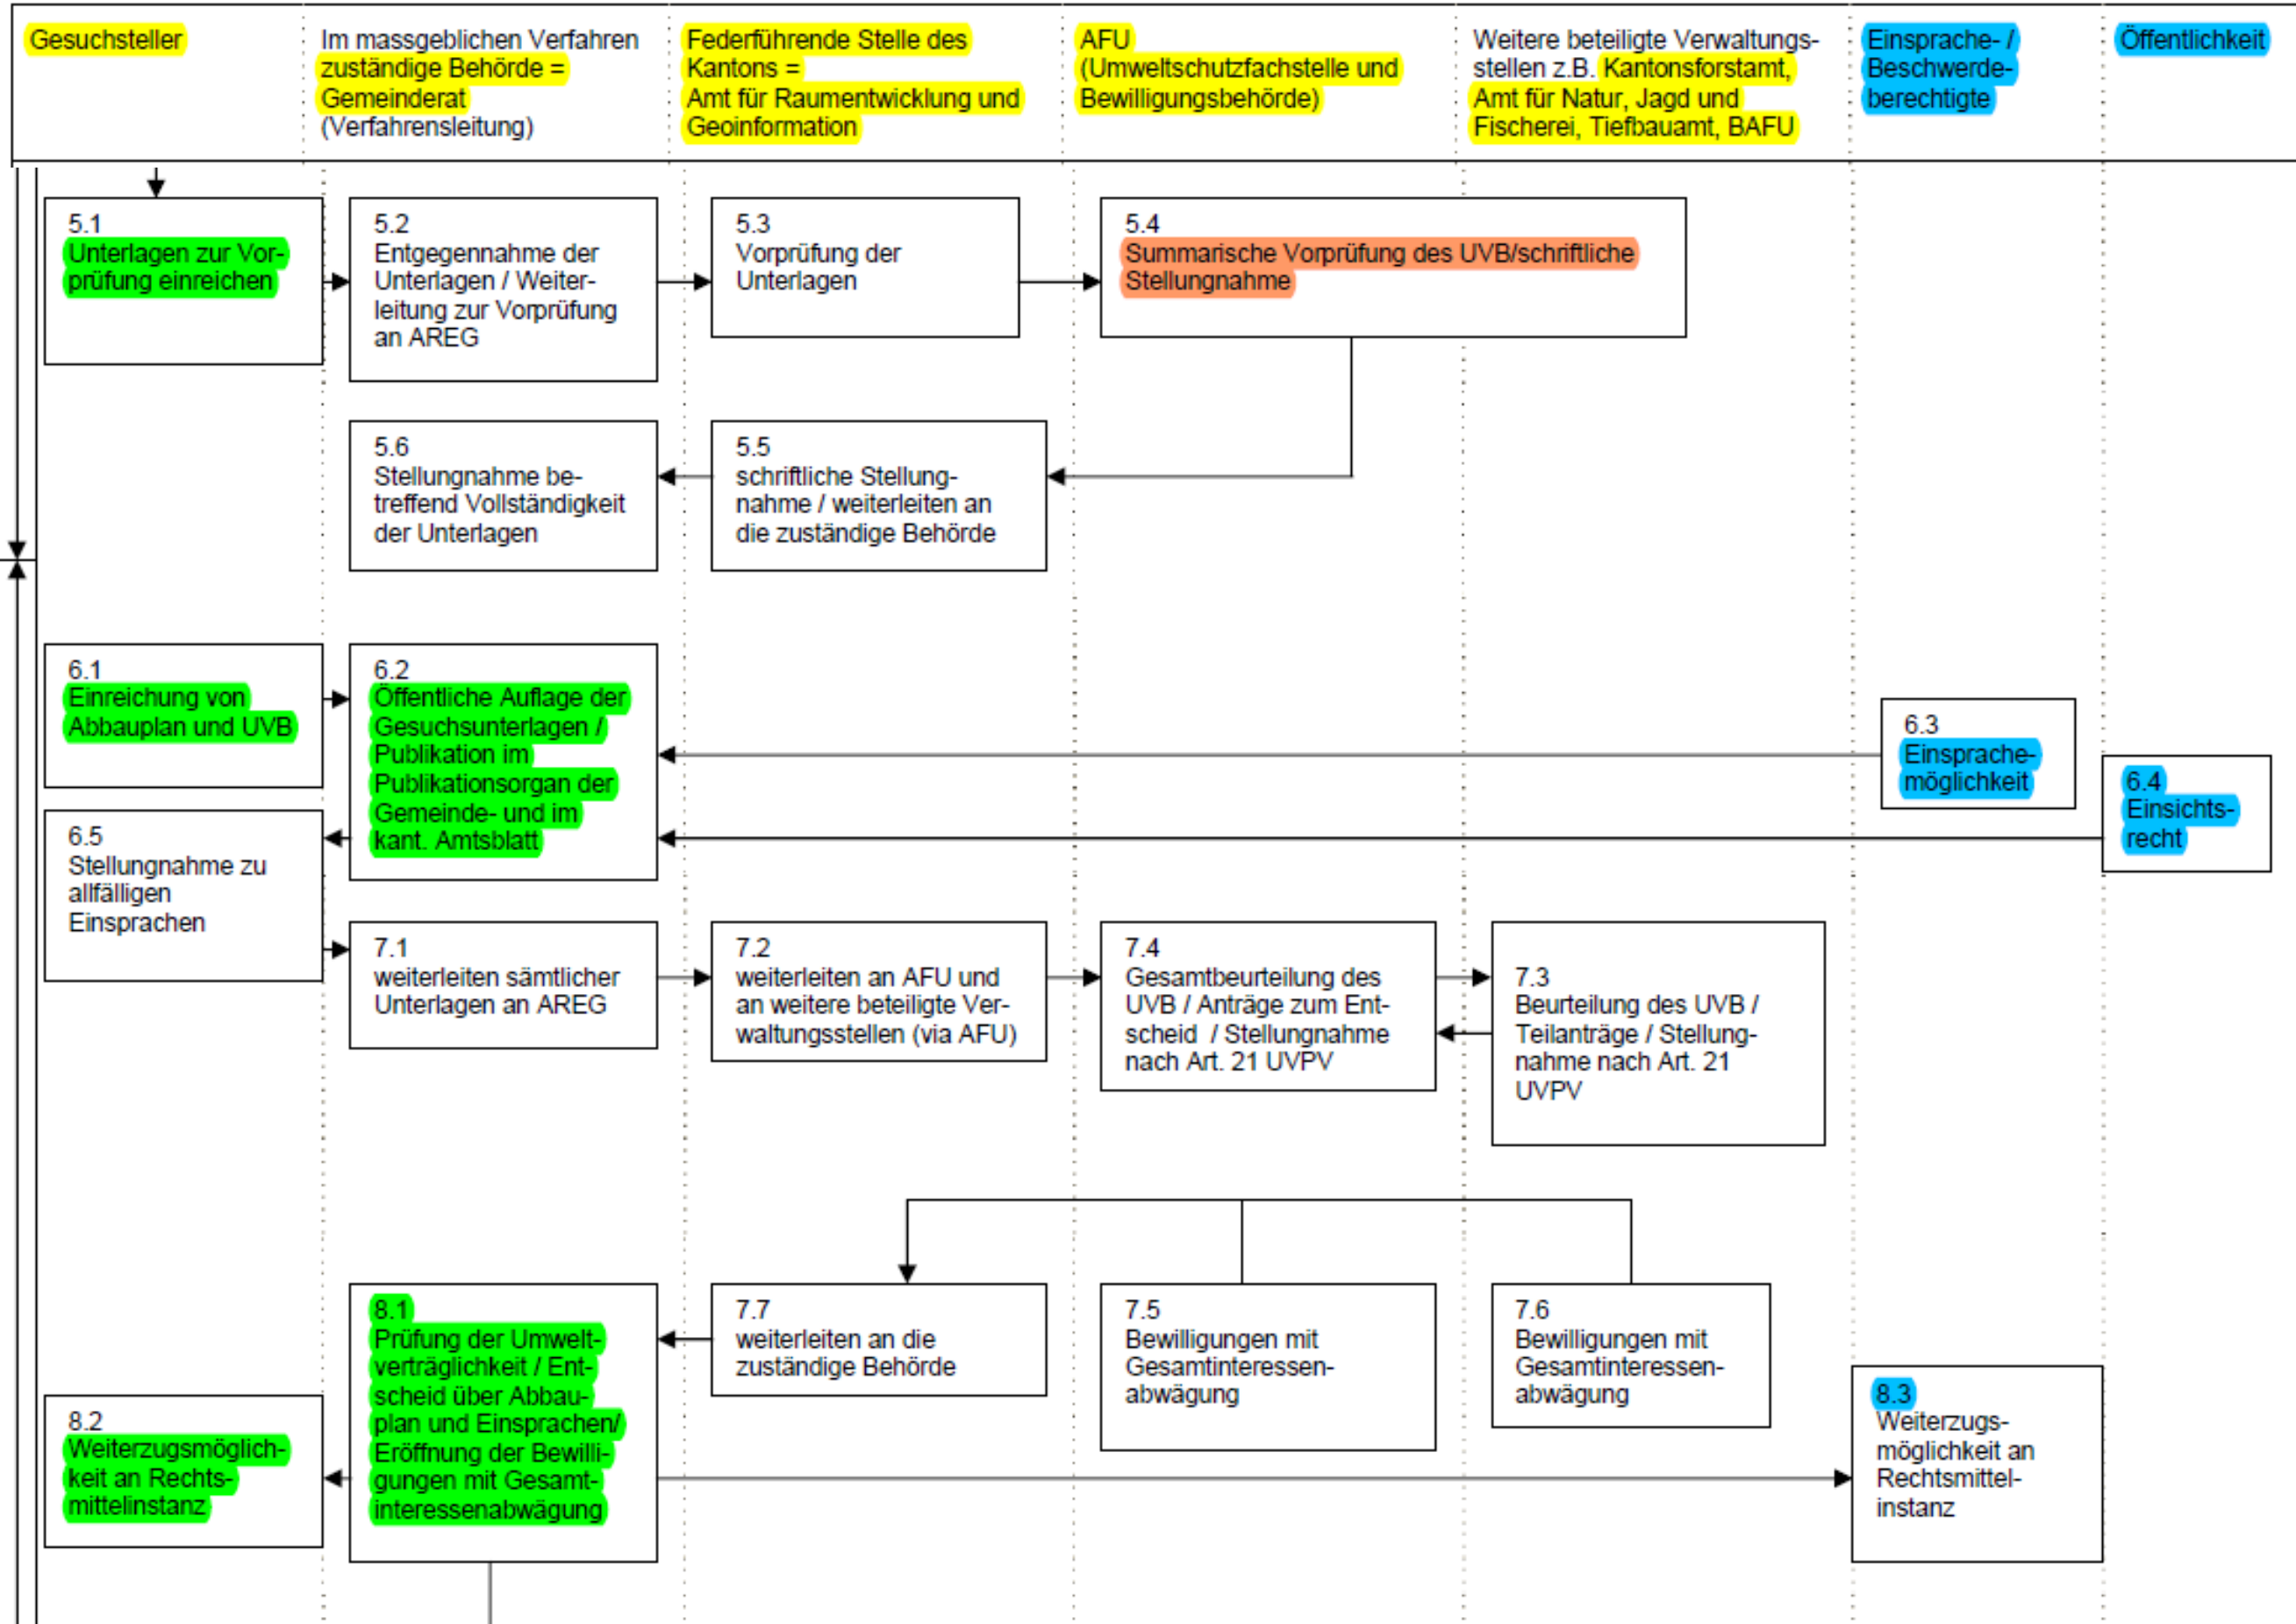 Gesuchsteller
Im massgeblichen Verfahren
zuständige Behörde =
Gemeinderat
(Verfahrensleitung)
Federführende Stelle des
Kantons =
Amt für Raumentwicklung und
Geoinformation
AFU
(Umweltschutzfachstelle und
Bewilligungsbehörde)
Weitere beteiligte Verwaltungs-
stellen z.B. Kantonsforstamt,
Amt für Natur, Jagd und
Fischerei, Tiefbauamt, BAFU
Einsprache- /
Beschwerde-
berechtigte
Öffentlichkeit
5.1
Unterlagen zur Vor-
prüfung einreichen
5.2
Entgegennahme der
Unterlagen / Weiter-
leitung zur Vorprüfung
an AREG
5.3
Vorprüfung der
Unterlagen
5.4
Summarische Vorprüfung des UVB/schriftliche
Stellungnahme
5.6
Stellungnahme be-
treffend Vollständigkeit
der Unterlagen
5.5
schriftliche Stellung-
nahme / weiterleiten an
die zuständige Behörde
6.1
Einreichung von
Abbauplan und UVB
6.2
Öffentliche Auflage der
Gesuchsunterlagen /
Publikation im
Publikationsorgan der
Gemeinde- und im
kant. Amtsblatt
6.3
Einsprache-
möglichkeit
6.4
Einsichts-
recht
6.5
Stellungnahme zu
allfälligen
Einsprachen
7.1
weiterleiten sämtlicher
Unterlagen an AREG
7.2
weiterleiten an AFU und
an weitere beteiligte Ver-
waltungsstellen (via AFU)
7.4
Gesamtbeurteilung des
UVB / Anträge zum Ent-
scheid / Stellungnahme
nach Art. 21 UVPV
7.3
Beurteilung des UVB /
Teilanträge / Stellung-
nahme nach Art. 21
UVPV
8.1
Prüfung der Umwelt-
verträglichkeit / Ent-
scheid über Abbau-
plan und Einsprachen/
Eröffnung der Bewilli-
gungen mit Gesamt-
interessenabwägung
7.7
weiterleiten an die
zuständige Behörde
7.5
Bewilligungen mit
Gesamtinteressen-
abwägung
7.6
Bewilligungen mit
Gesamtinteressen-
abwägung
8.2
Weiterzugsmöglich-
keit an Rechts-
mittelinstanz
8.3
Weiterzugs-
möglichkeit an
Rechtsmittel-
instanz